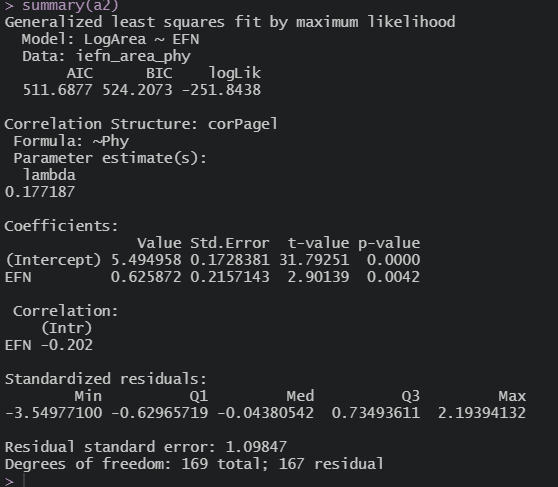 > summary(a2)
Generalized least squares fit by maximum likelihood
  Model: LogArea ~ EFN
  Data: iefn_area_phy
       AIC      BIC    logLik
  511.6877 524.2073 -251.8438

Correlation Structure: corPagel
 Formula: ~Phy
 Parameter estimate(s):
  lambda
0.177187

Coefficients:
               Value Std.Error  t-value p-value
(Intercept) 5.494958 0.1728381 31.79251  0.0000
EFN         0.625872 0.2157143  2.90139  0.0042

 Correlation:
    (Intr)
EFN -0.202

Standardized residuals:
        Min          Q1         Med          Q3         Max
-3.54977100 -0.62965719 -0.04380542  0.73493611  2.19394132

Residual standard error: 1.09847
Degrees of freedom: 169 total; 167 residual
>